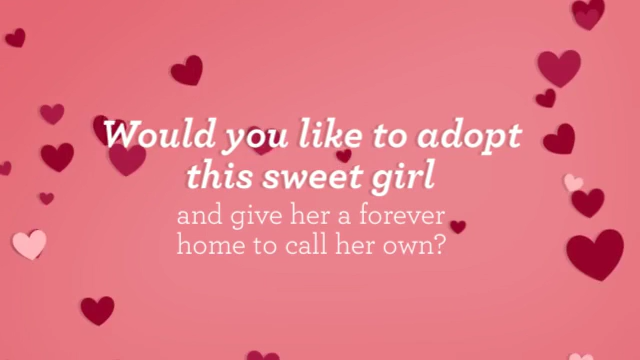 Would you like to adopt
this sweet girl
and give her a forever
home to call her own?